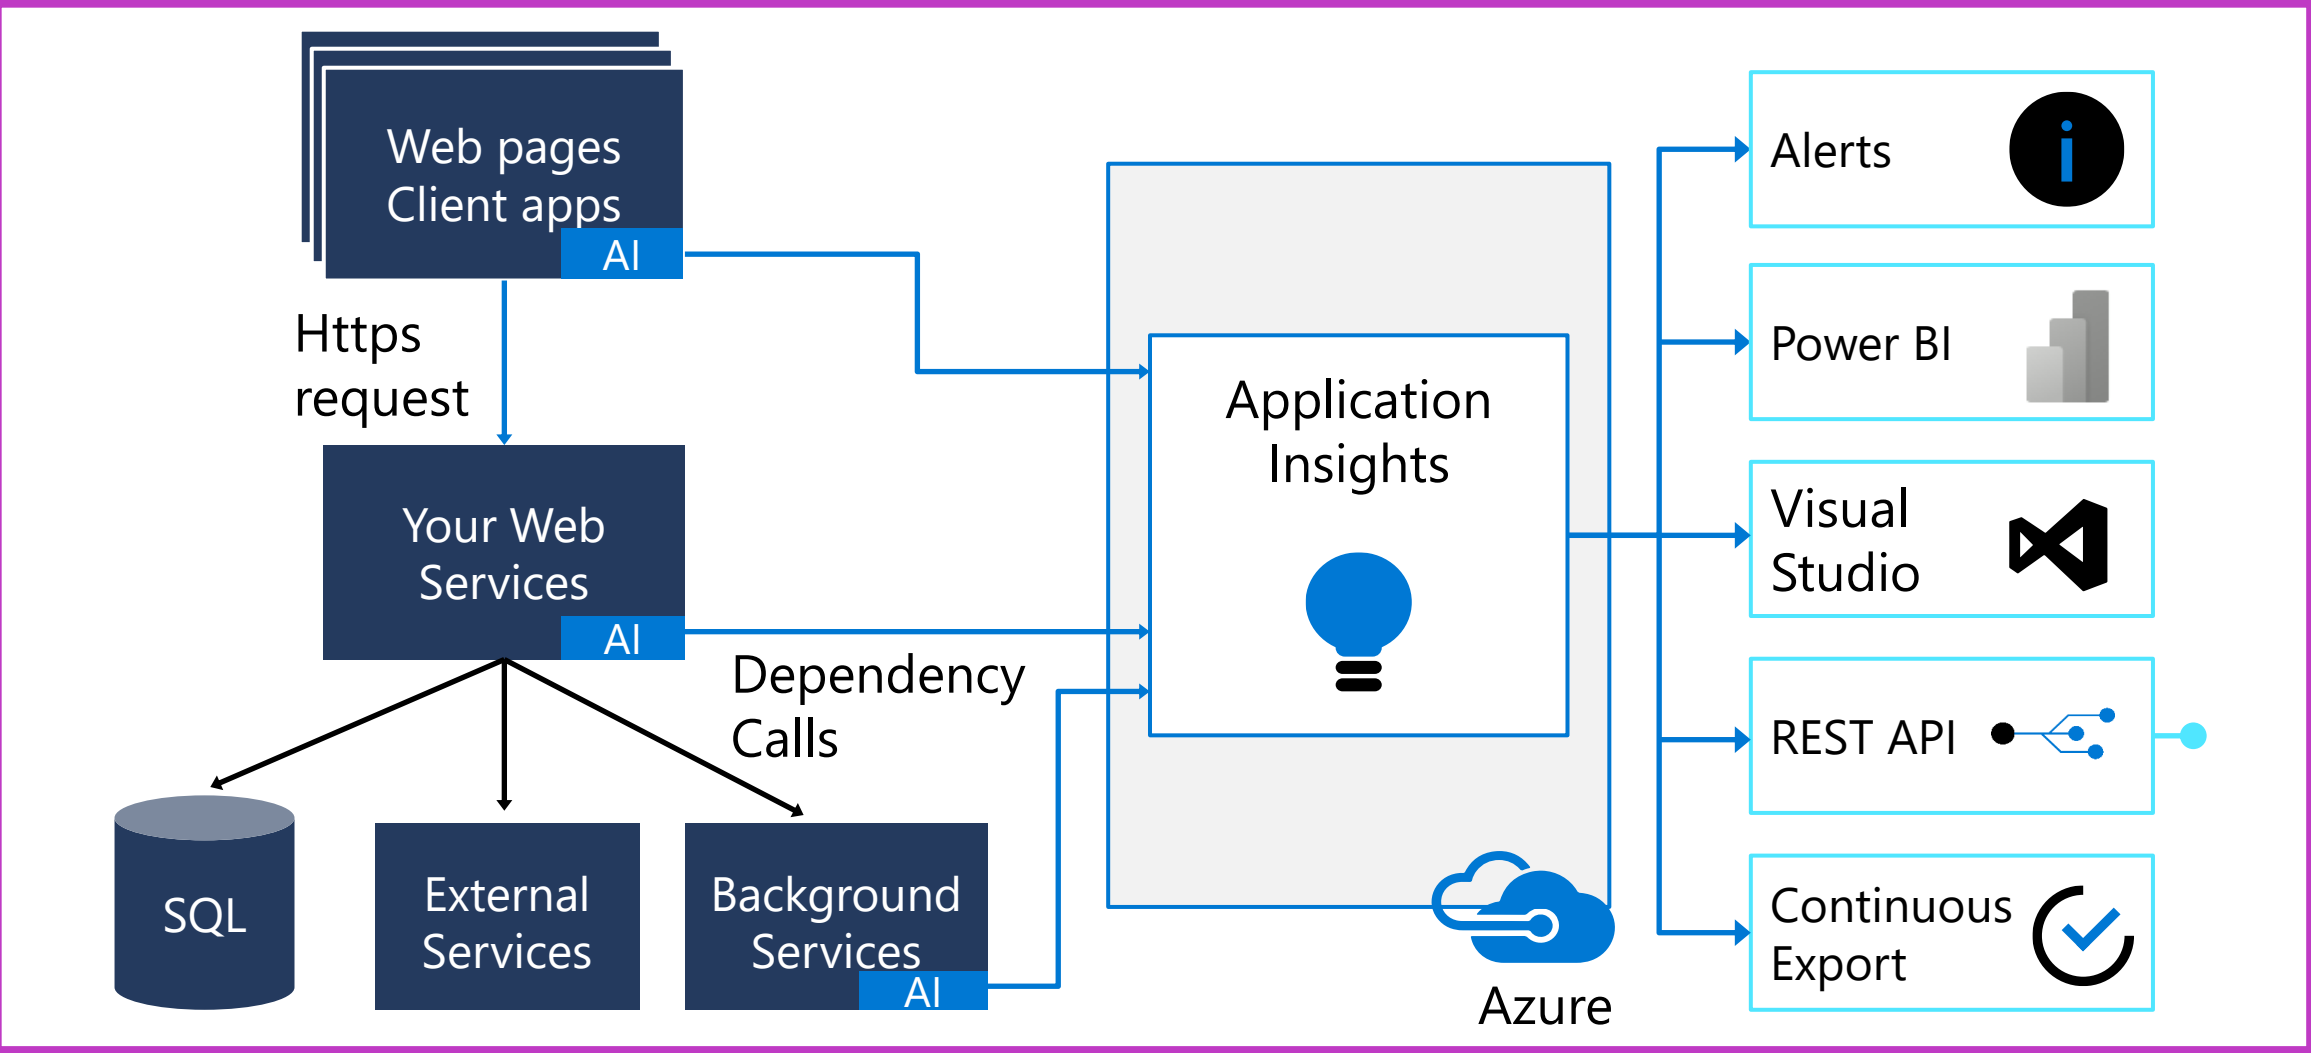 Web pages
Client apps
AI
Https
request
Your Web
Services
AI
Dependency
Calls
SQL
External
Services
Background
Services
AI
Application
Insights
Azure
Alerts
i
Power BI
Visual
Studio
REST API
Continuous
Export